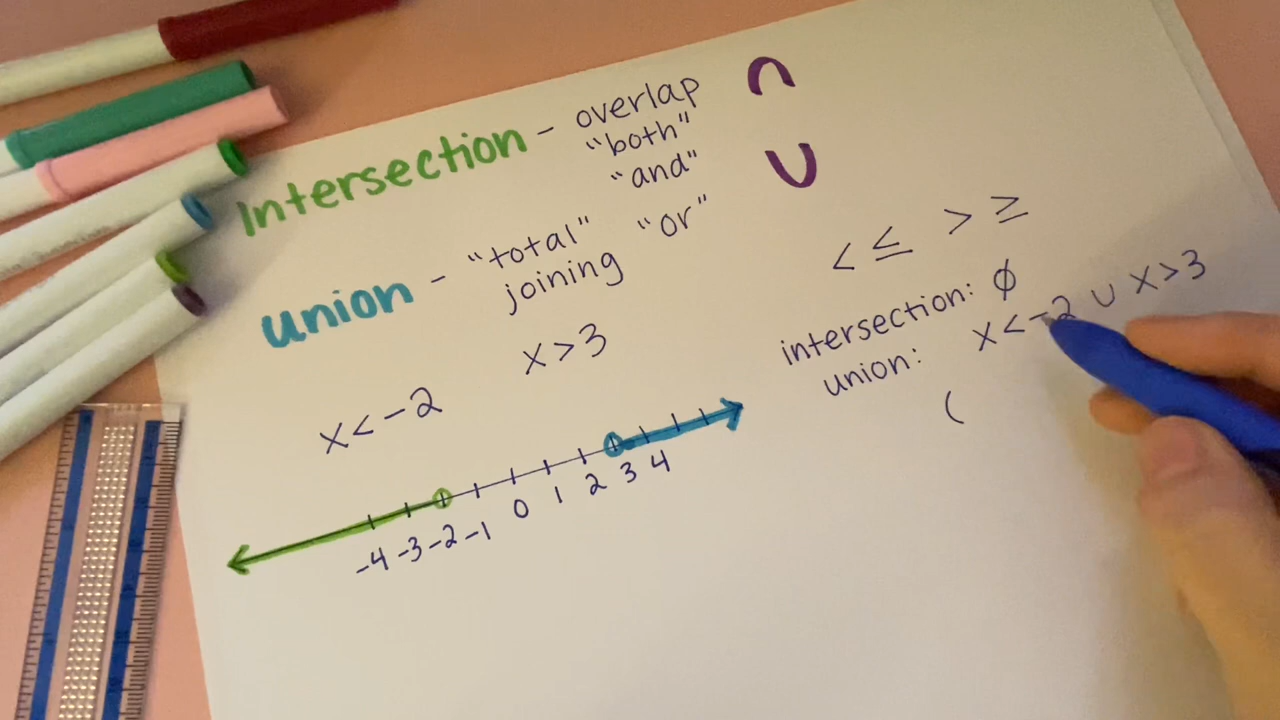 Intersection - overlap ∩
"both"
"and" ∪
union - "total" "or"
joining
< ≤ > ≥
x < -2 x > 3
-4 -3 -2 -1 0 1 2 3 4
intersection: ∅
union: x < -2 ∪ x > 3
(